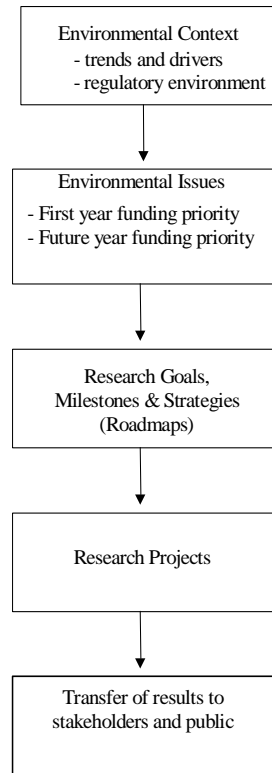 Environmental Context
- trends and drivers
- regulatory environment
Environmental Issues
- First year funding priority
- Future year funding priority
Research Goals,
Milestones & Strategies
(Roadmaps)
Research Projects
Transfer of results to
stakeholders and public